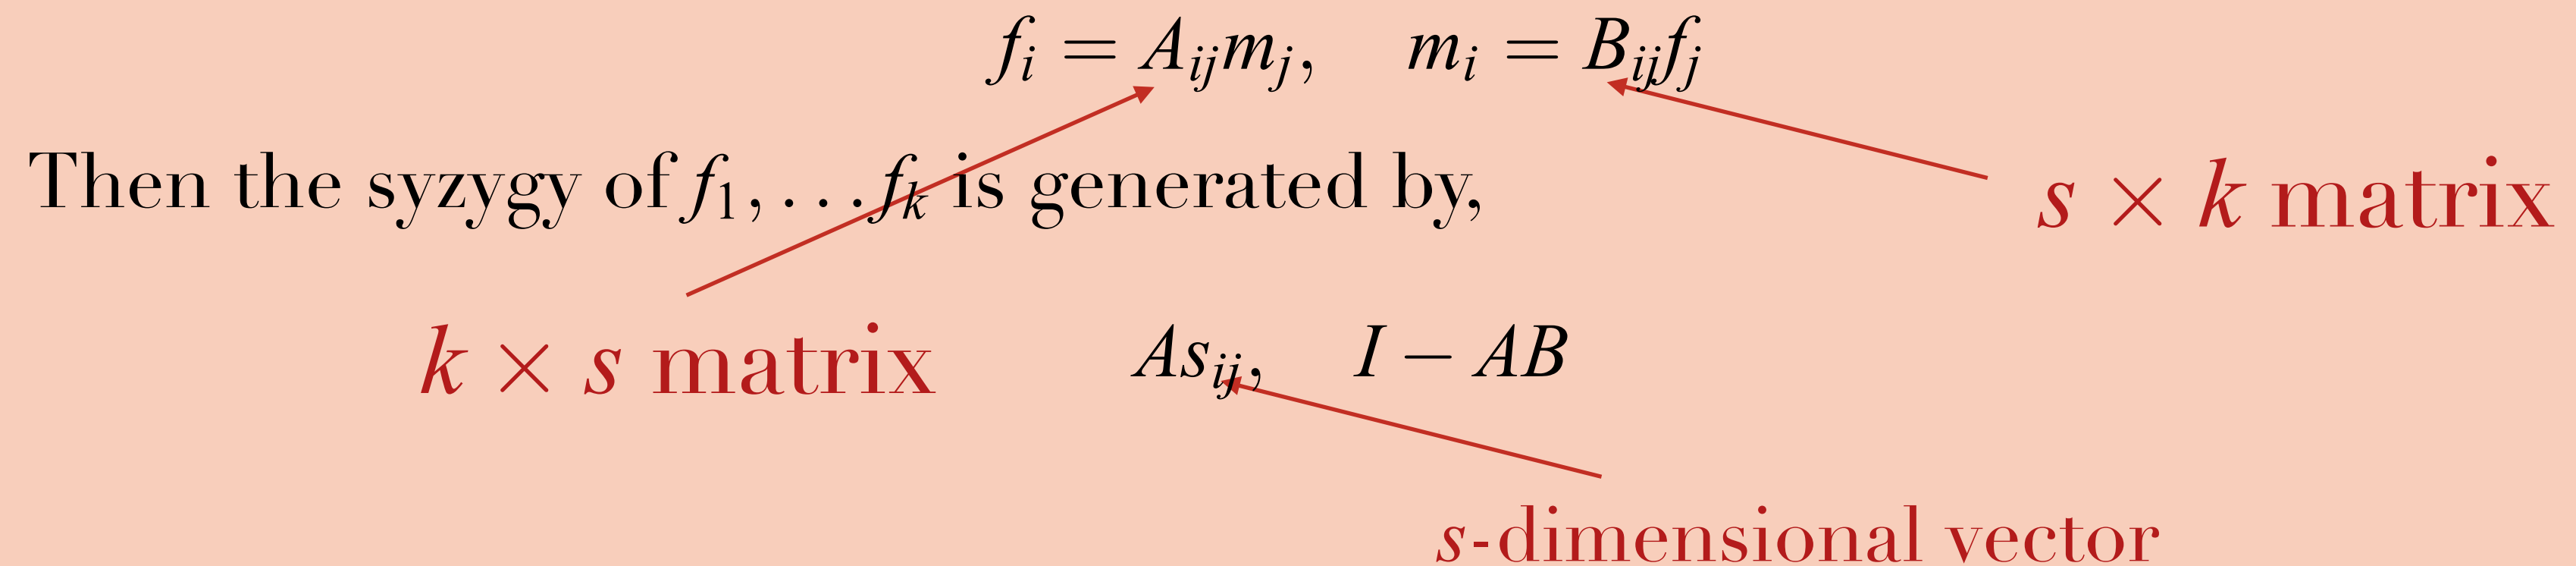 f_i = A_{ij}m_j,   m_i = B_{ij}f_j
Then the syzygy of f_1, . . . f_k is generated by,
s × k matrix
k × s matrix
As_{ij},   I − AB
s-dimensional vector